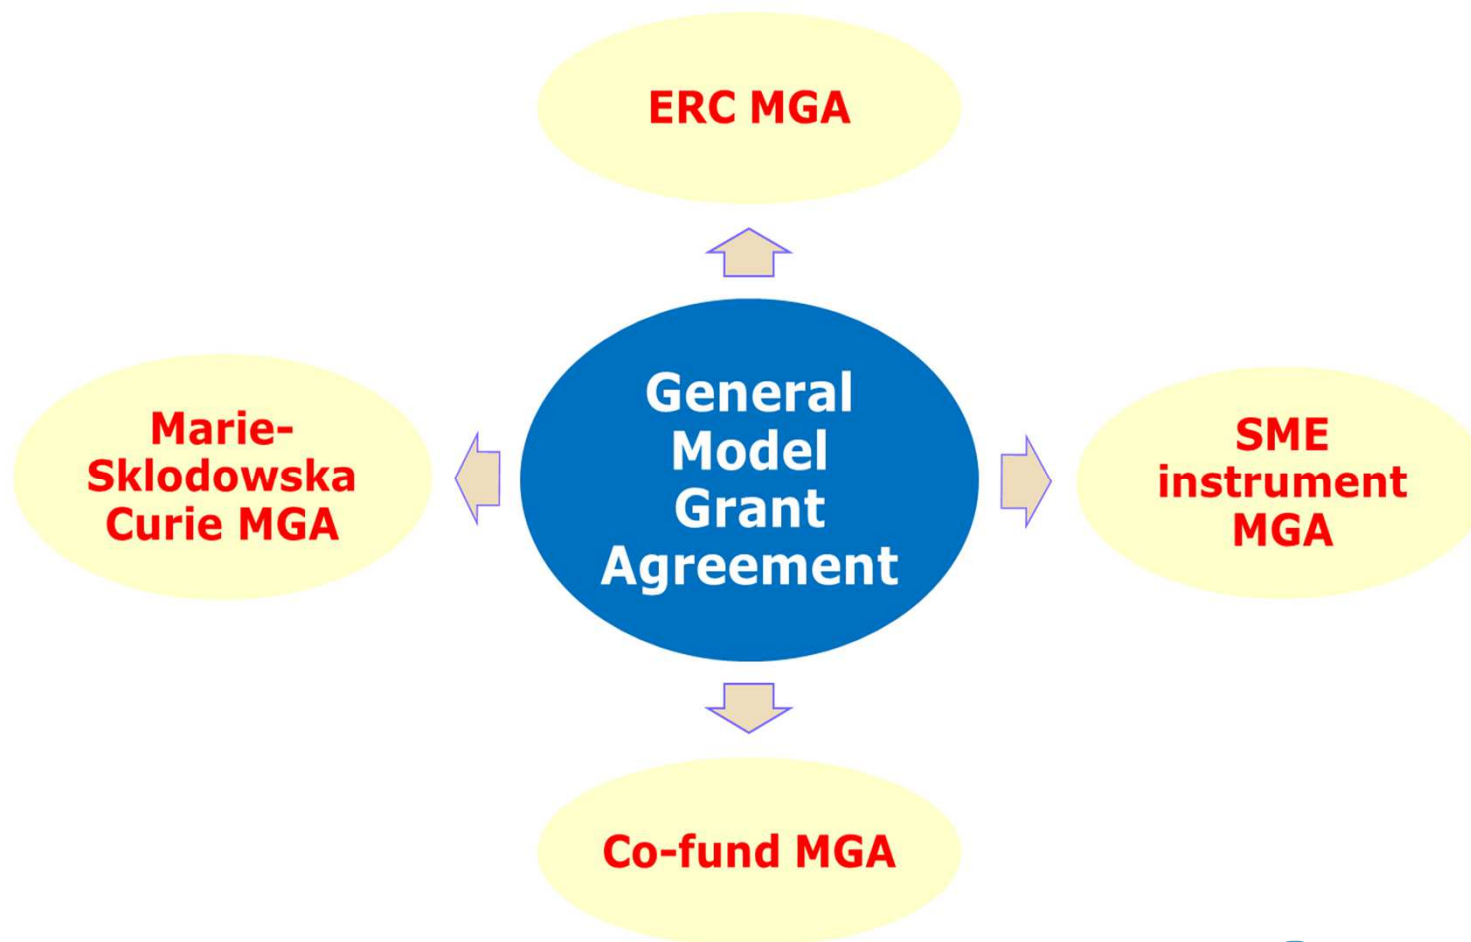 ERC MGA
General
Model
Grant
Agreement
Marie-
Sklodowska
Curie MGA
SME
instrument
MGA
Co-fund MGA